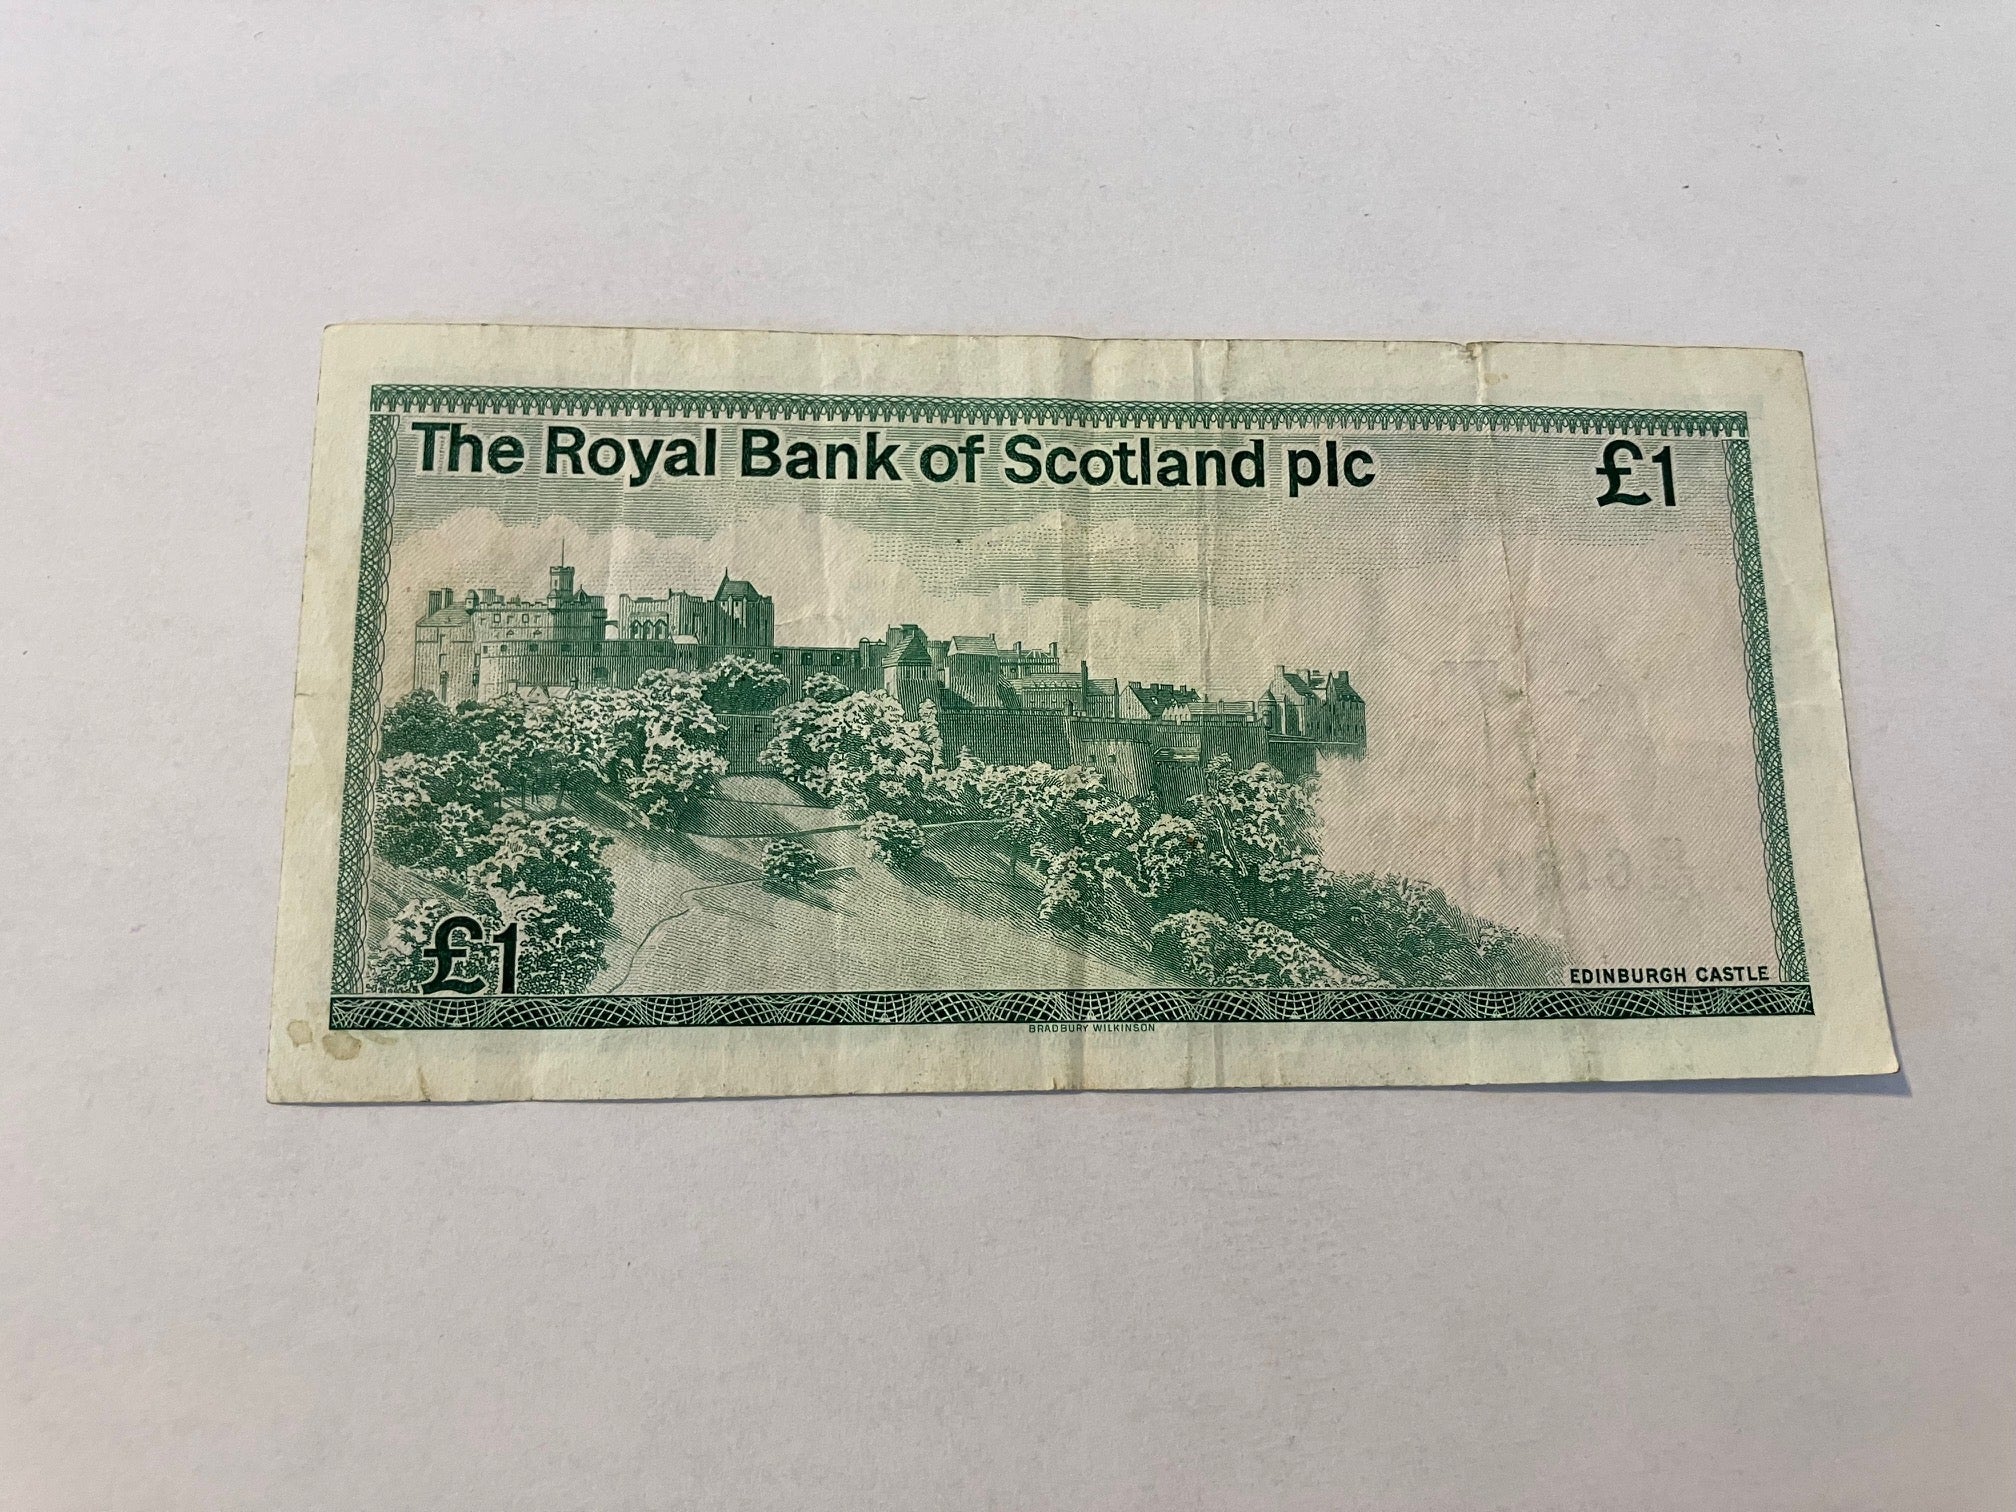 The Royal Bank of Scotland plc £1
£1
EDINBURGH CASTLE
BRADBURY WILKINSON